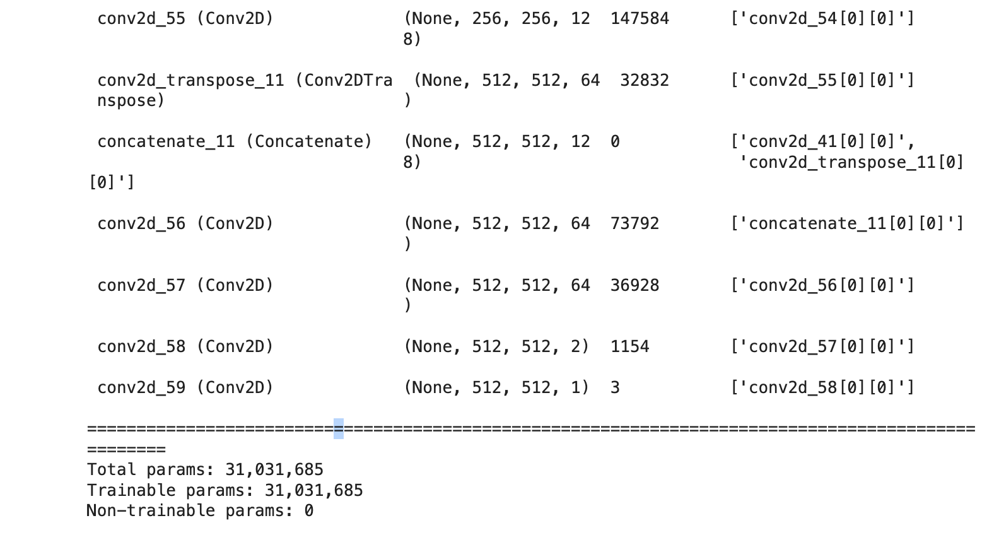 conv2d_55 (Conv2D) (None, 256, 256, 12 147584 ['conv2d_54[0][0]']
8)
conv2d_transpose_11 (Conv2DTra (None, 512, 512, 64 32832 ['conv2d_55[0][0]']
nspose) )
concatenate_11 (Concatenate) (None, 512, 512, 12 0 ['conv2d_41[0][0]',
8) 'conv2d_transpose_11[0]
[0]']
conv2d_56 (Conv2D) (None, 512, 512, 64 73792 ['concatenate_11[0][0]']
)
conv2d_57 (Conv2D) (None, 512, 512, 64 36928 ['conv2d_56[0][0]']
)
conv2d_58 (Conv2D) (None, 512, 512, 2) 1154 ['conv2d_57[0][0]']
conv2d_59 (Conv2D) (None, 512, 512, 1) 3 ['conv2d_58[0][0]']
==========================================================================================
========
Total params: 31,031,685
Trainable params: 31,031,685
Non-trainable params: 0